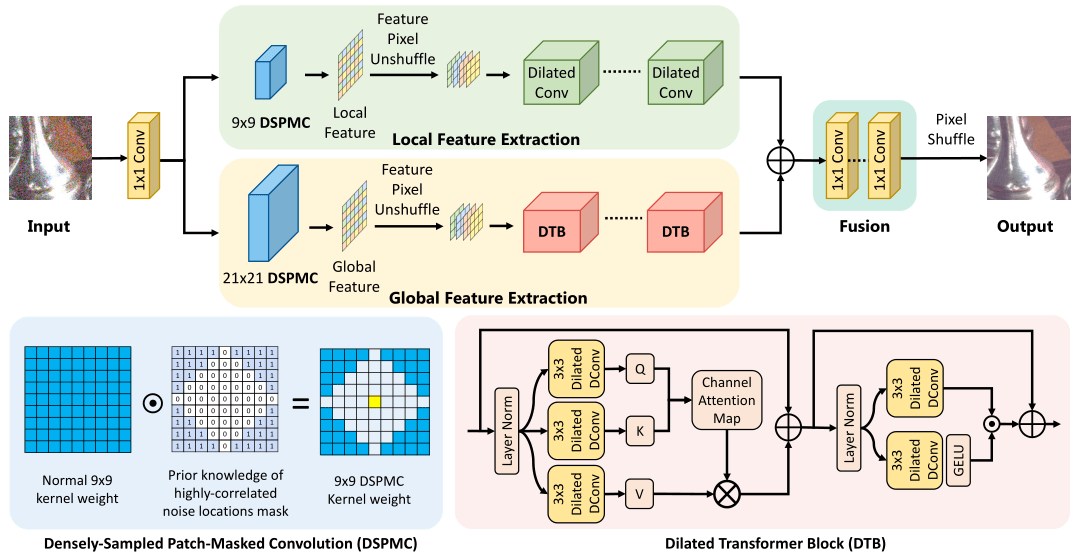 Input
1x1 Conv
9x9 DSPMC
Local
Feature
Feature
Pixel
Unshuffle
Dilated
Conv
Dilated
Conv
Local Feature Extraction
21x21 DSPMC
Global
Feature
Feature
Pixel
Unshuffle
DTB
DTB
Global Feature Extraction
1x1 Conv
1x1 Conv
Fusion
Pixel
Shuffle
Output
Normal 9x9
kernel weight
1 1 1 1 0 1 1 1 1
1 1 1 0 0 0 1 1 1
1 1 0 0 0 0 0 1 1
1 0 0 0 0 0 0 0 1
0 0 0 0 0 0 0 0 0
1 0 0 0 0 0 0 0 1
1 1 0 0 0 0 0 1 1
1 1 1 0 0 0 1 1 1
1 1 1 1 0 1 1 1 1
Prior knowledge of
highly-correlated
noise locations mask
=
9x9 DSPMC
Kernel weight
Densely-Sampled Patch-Masked Convolution (DSPMC)
Layer Norm
3x3
Dilated
DConv
Q
3x3
Dilated
DConv
K
3x3
Dilated
DConv
V
Channel
Attention
Map
Layer Norm
3x3
Dilated
DConv
3x3
Dilated
DConv
GELU
Dilated Transformer Block (DTB)